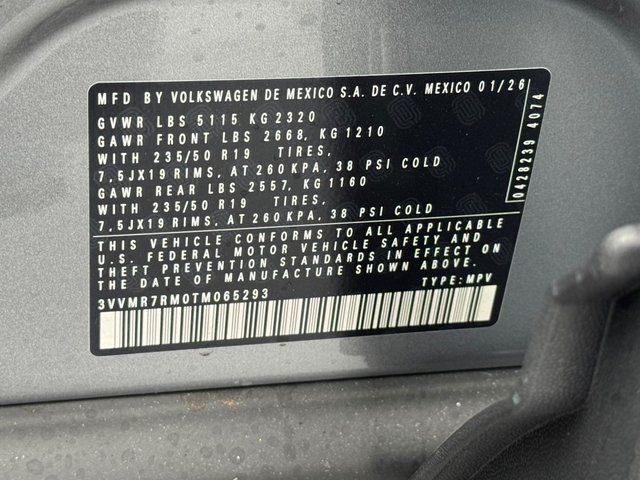 MFD BY VOLKSWAGEN DE MEXICO S.A. DE C.V. MEXICO 01/26
GVWR LBS 5115 KG 2320
GAWR FRONT LBS 2668, KG 1210
WITH 235/50 R19 TIRES,
7,5JX19 RIMS, AT 260 KPA, 38 PSI COLD
GAWR REAR LBS 2557, KG 1160
WITH 235/50 R19 TIRES,
7,5JX19 RIMS, AT 260 KPA, 38 PSI COLD
THIS VEHICLE CONFORMS TO ALL APPLICABLE
U.S. FEDERAL MOTOR VEHICLE SAFETY AND
THEFT PREVENTION STANDARDS IN EFFECT ON
THE DATE OF MANUFACTURE SHOWN ABOVE.
3VVMR7RM0TM065293 TYPE: MPV
0428239 4074